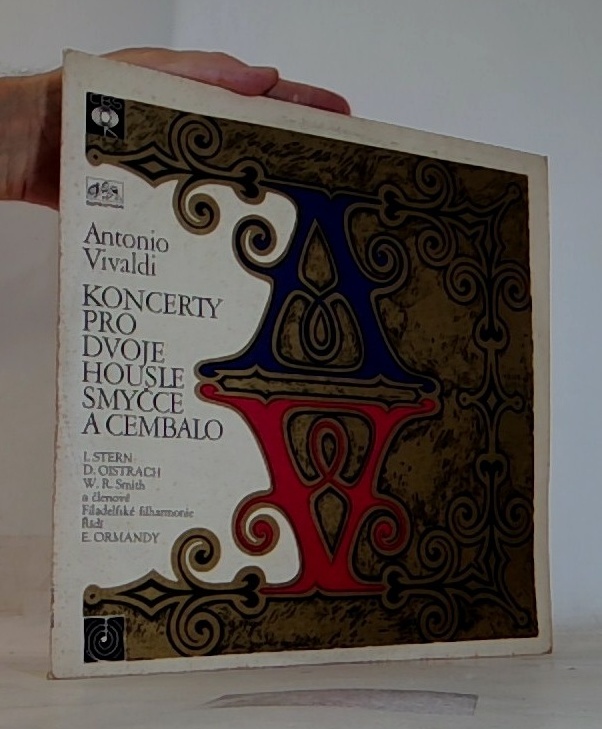 CBS
Antonio
Vivaldi
KONCERTY
PRO
DVOJE
HOUSLE
SMYČCE
A CEMBALO
I. STERN
D. OISTRACH
W. R. Smith
a členové
Filadelfské filharmonie
Řídí
E. ORMANDY
A
V